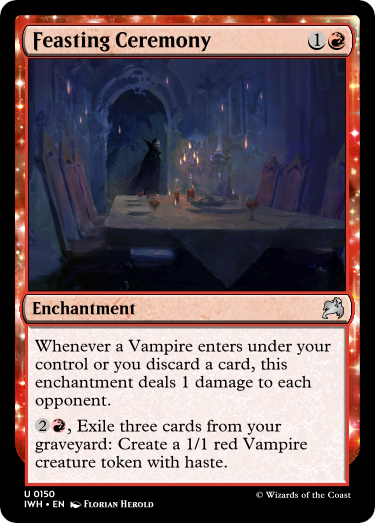 Feasting Ceremony 1
Enchantment
Whenever a Vampire enters under your
control or you discard a card, this
enchantment deals 1 damage to each
opponent.
2, Exile three cards from your
graveyard: Create a 1/1 red Vampire
creature token with haste.
U 0150
IWH • EN Florian Herold
© Wizards of the Coast